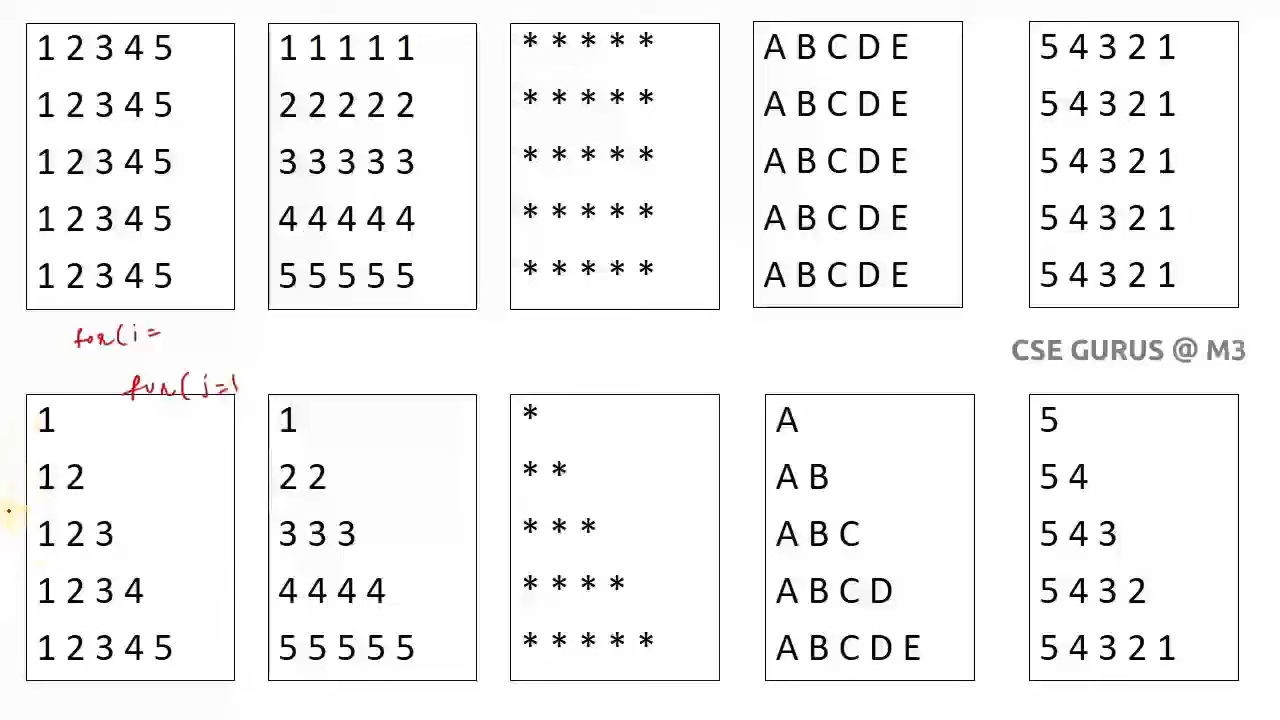 1 2 3 4 5
1 2 3 4 5
1 2 3 4 5
1 2 3 4 5
1 2 3 4 5
1 1 1 1 1
2 2 2 2 2
3 3 3 3 3
4 4 4 4 4
5 5 5 5 5
* * * * *
* * * * *
* * * * *
* * * * *
* * * * *
A B C D E
A B C D E
A B C D E
A B C D E
A B C D E
5 4 3 2 1
5 4 3 2 1
5 4 3 2 1
5 4 3 2 1
5 4 3 2 1
for(i=
for(j=1
CSE GURUS @ M3
1
1 2
1 2 3
1 2 3 4
1 2 3 4 5
1
2 2
3 3 3
4 4 4 4
5 5 5 5 5
*
* *
* * *
* * * *
* * * * *
A
A B
A B C
A B C D
A B C D E
5
5 4
5 4 3
5 4 3 2
5 4 3 2 1